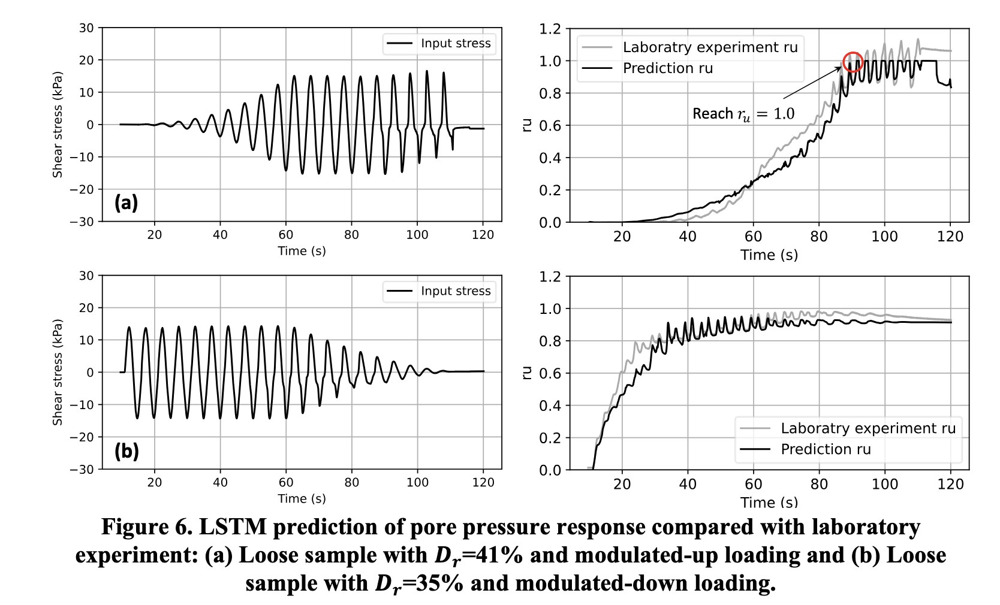 30
20
10
0
−10
−20
−30
Shear stress (kPa)
Input stress
(a)
20 40 60 80 100 120
Time (s)
1.2
1.0
0.8
0.6
0.4
0.2
0.0
ru
Laboratry experiment ru
Prediction ru
Reach r_u = 1.0
20 40 60 80 100 120
Time (s)
30
20
10
0
−10
−20
−30
Shear stress (kPa)
Input stress
(b)
20 40 60 80 100 120
Time (s)
1.2
1.0
0.8
0.6
0.4
0.2
0.0
ru
Laboratry experiment ru
Prediction ru
20 40 60 80 100 120
Time (s)
Figure 6. LSTM prediction of pore pressure response compared with laboratory
experiment: (a) Loose sample with D_r=41% and modulated-up loading and (b) Loose
sample with D_r=35% and modulated-down loading.